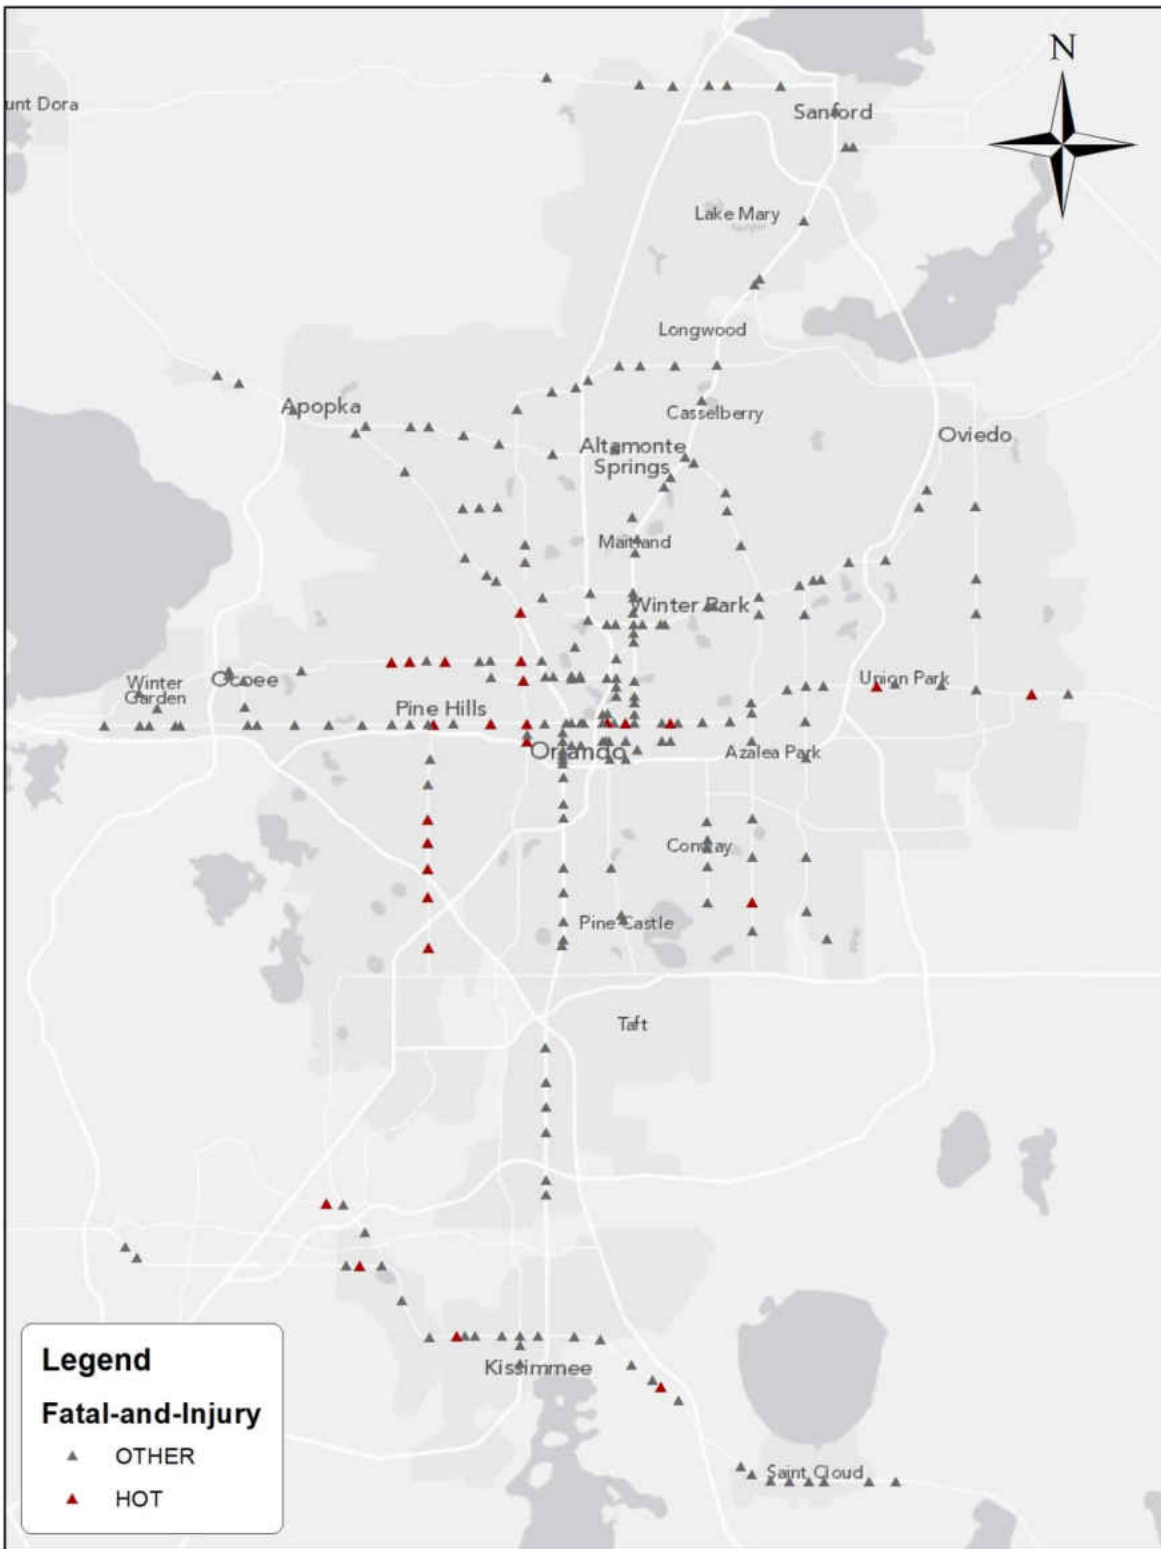 N
unt Dora
Sanford
Lake Mary
Longwood
Apopka
Casselberry
Oviedo
Altamonte
Springs
Maitland
Winter Park
Ocoee
Winter
Garden
Union Park
Pine Hills
Orlando
Azalea Park
Conway
Pine Castle
Taft
Kissimmee
Saint Cloud
Legend
Fatal-and-Injury
OTHER
HOT